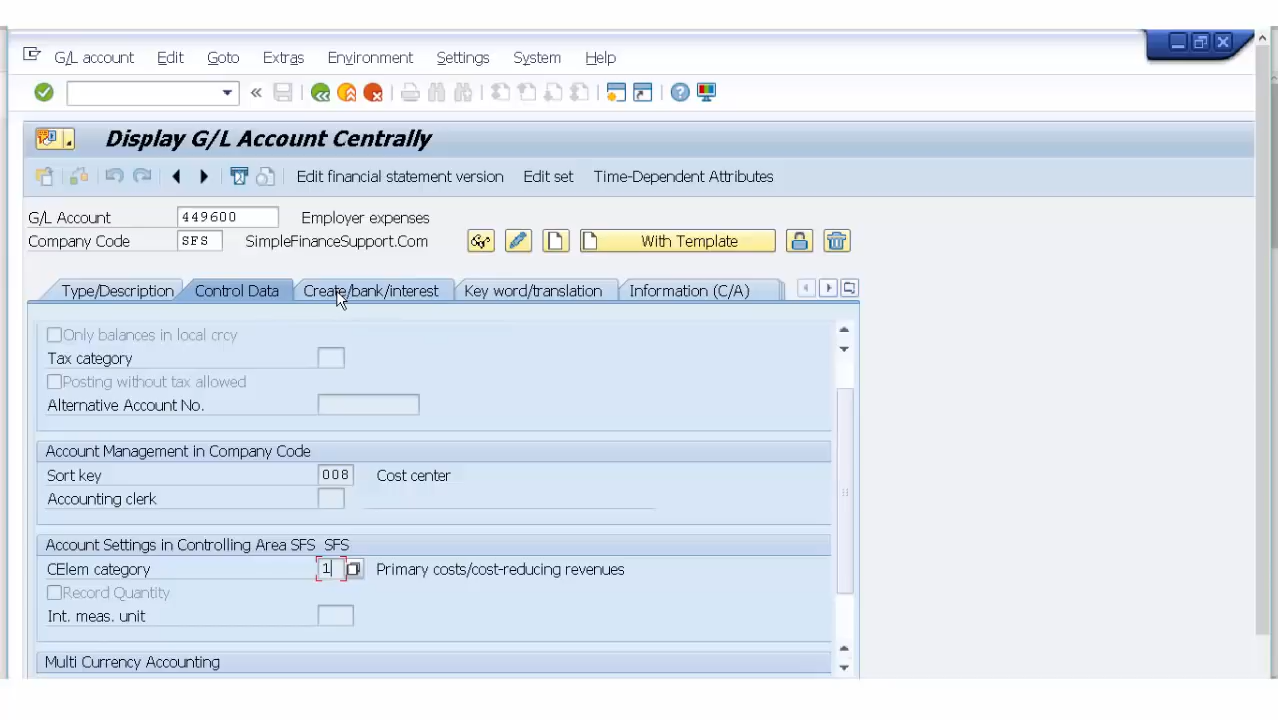 G/L account Edit Goto Extras Environment Settings System Help
Display G/L Account Centrally
Edit financial statement version Edit set Time-Dependent Attributes
G/L Account 449600 Employer expenses
Company Code SFS SimpleFinanceSupport.Com With Template
Type/Description Control Data Create/bank/interest Key word/translation Information (C/A)
Only balances in local crcy
Tax category
Posting without tax allowed
Alternative Account No.
Account Management in Company Code
Sort key 008 Cost center
Accounting clerk
Account Settings in Controlling Area SFS SFS
CElem category 1 Primary costs/cost-reducing revenues
Record Quantity
Int. meas. unit
Multi Currency Accounting